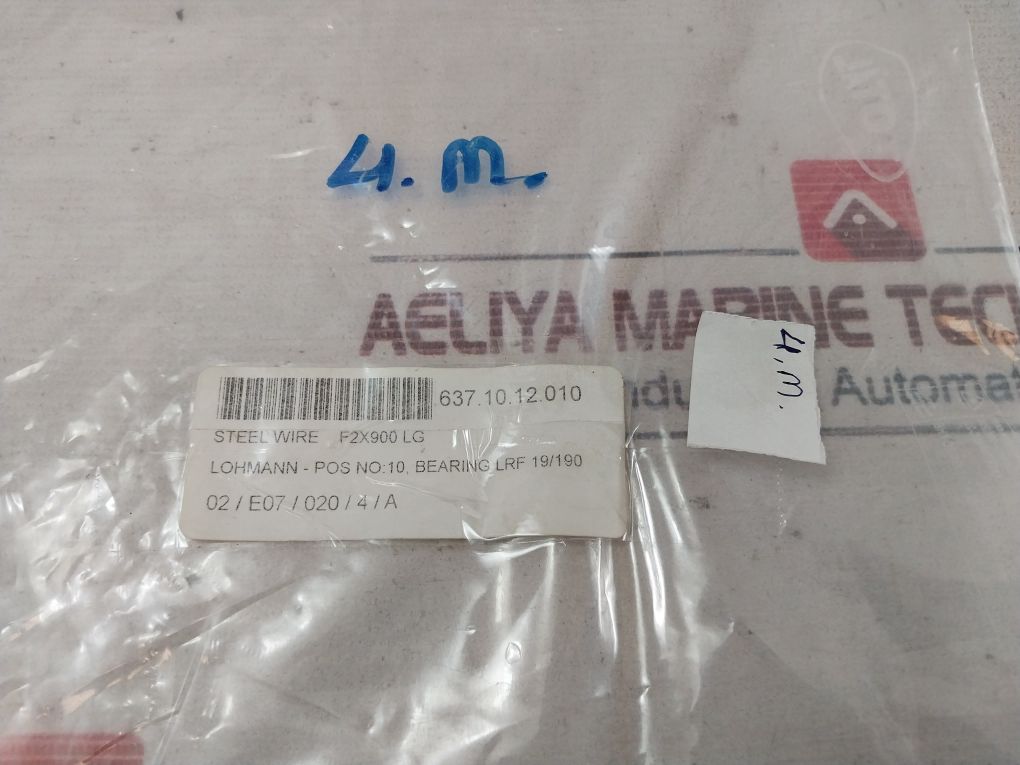 4.m.
AELIYA MARINE TECH
Automat
4.m.
637.10.12.010
STEEL WIRE F2X900 LG
LOHMANN - POS NO:10, BEARING LRF 19/190
02 / E07 / 020 / 4 / A